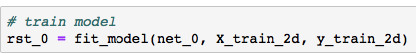 # train model
rst_0 = fit_model(net_0, X_train_2d, y_train_2d)